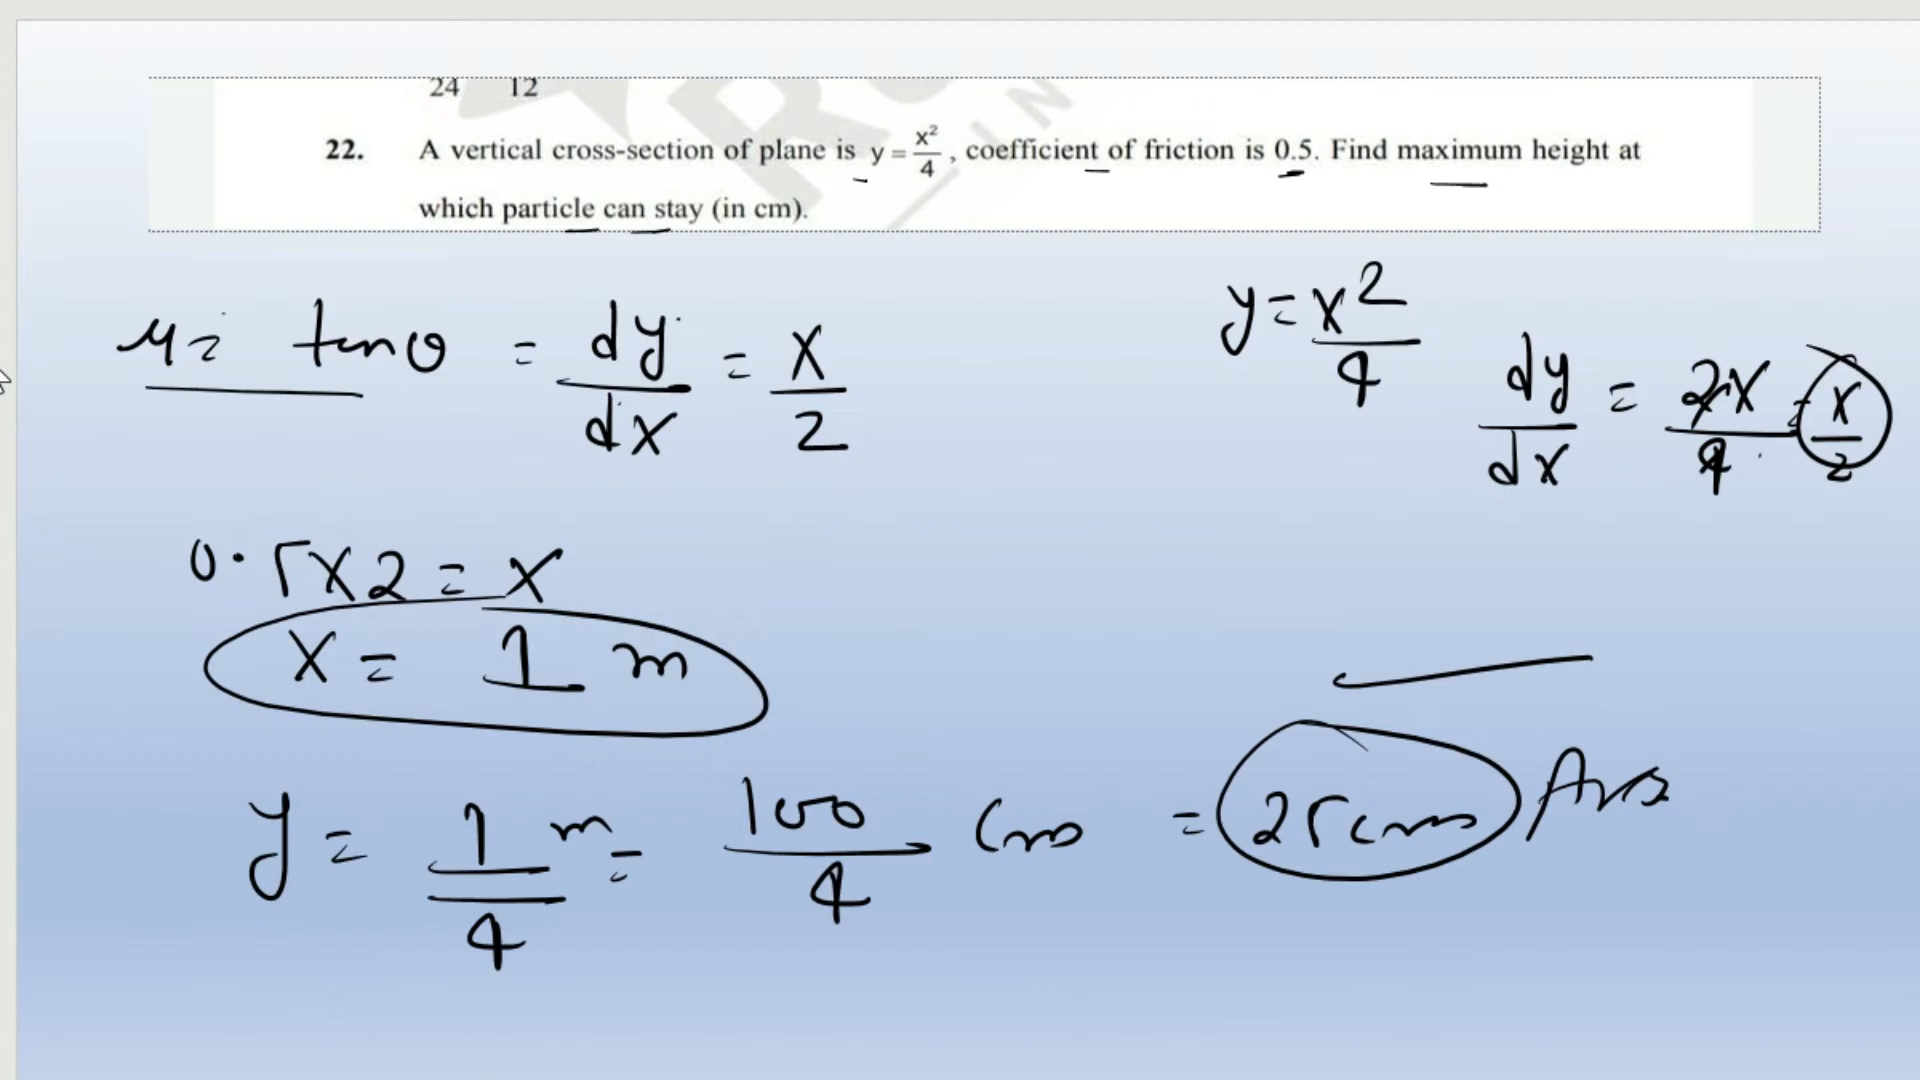 24 12
22. A vertical cross-section of plane is y = x²/4, coefficient of friction is 0.5. Find maximum height at
which particle can stay (in cm).
μ = tanθ = dy/dx = x/2
y = x²/4
dy/dx = 2x/4 = x/2
0.5 x 2 = x
x = 1 m
y = 1/4 m = 100/4 cm = 25 cm Ans